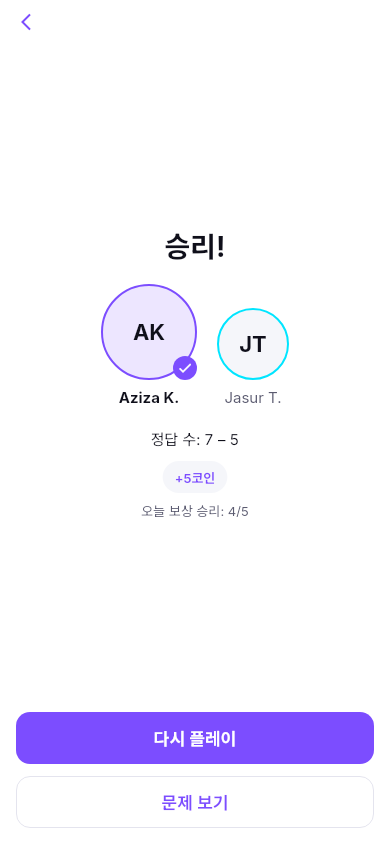 승리!
AK
JT
Aziza K.
Jasur T.
정답 수: 7 – 5
+5코인
오늘 보상 승리: 4/5
다시 플레이
문제 보기